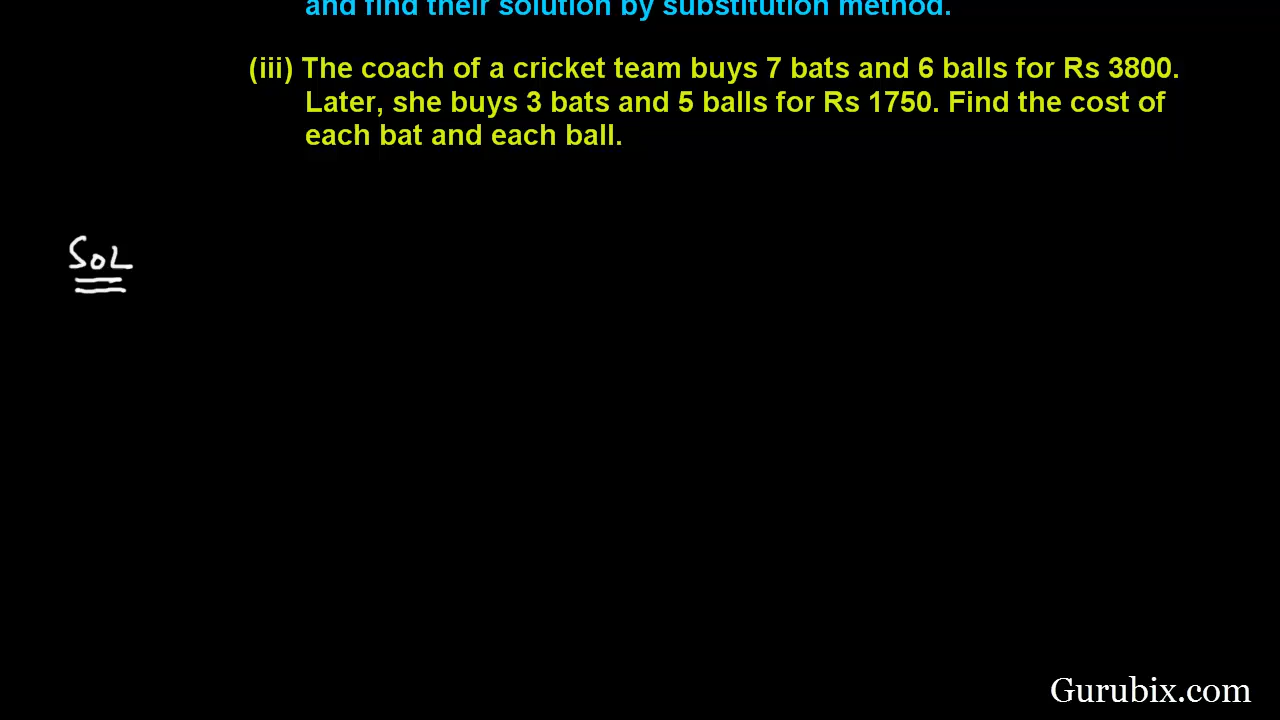 and find their solution by substitution method.
(iii) The coach of a cricket team buys 7 bats and 6 balls for Rs 3800.
Later, she buys 3 bats and 5 balls for Rs 1750. Find the cost of
each bat and each ball.
SoL
Gurubix.com